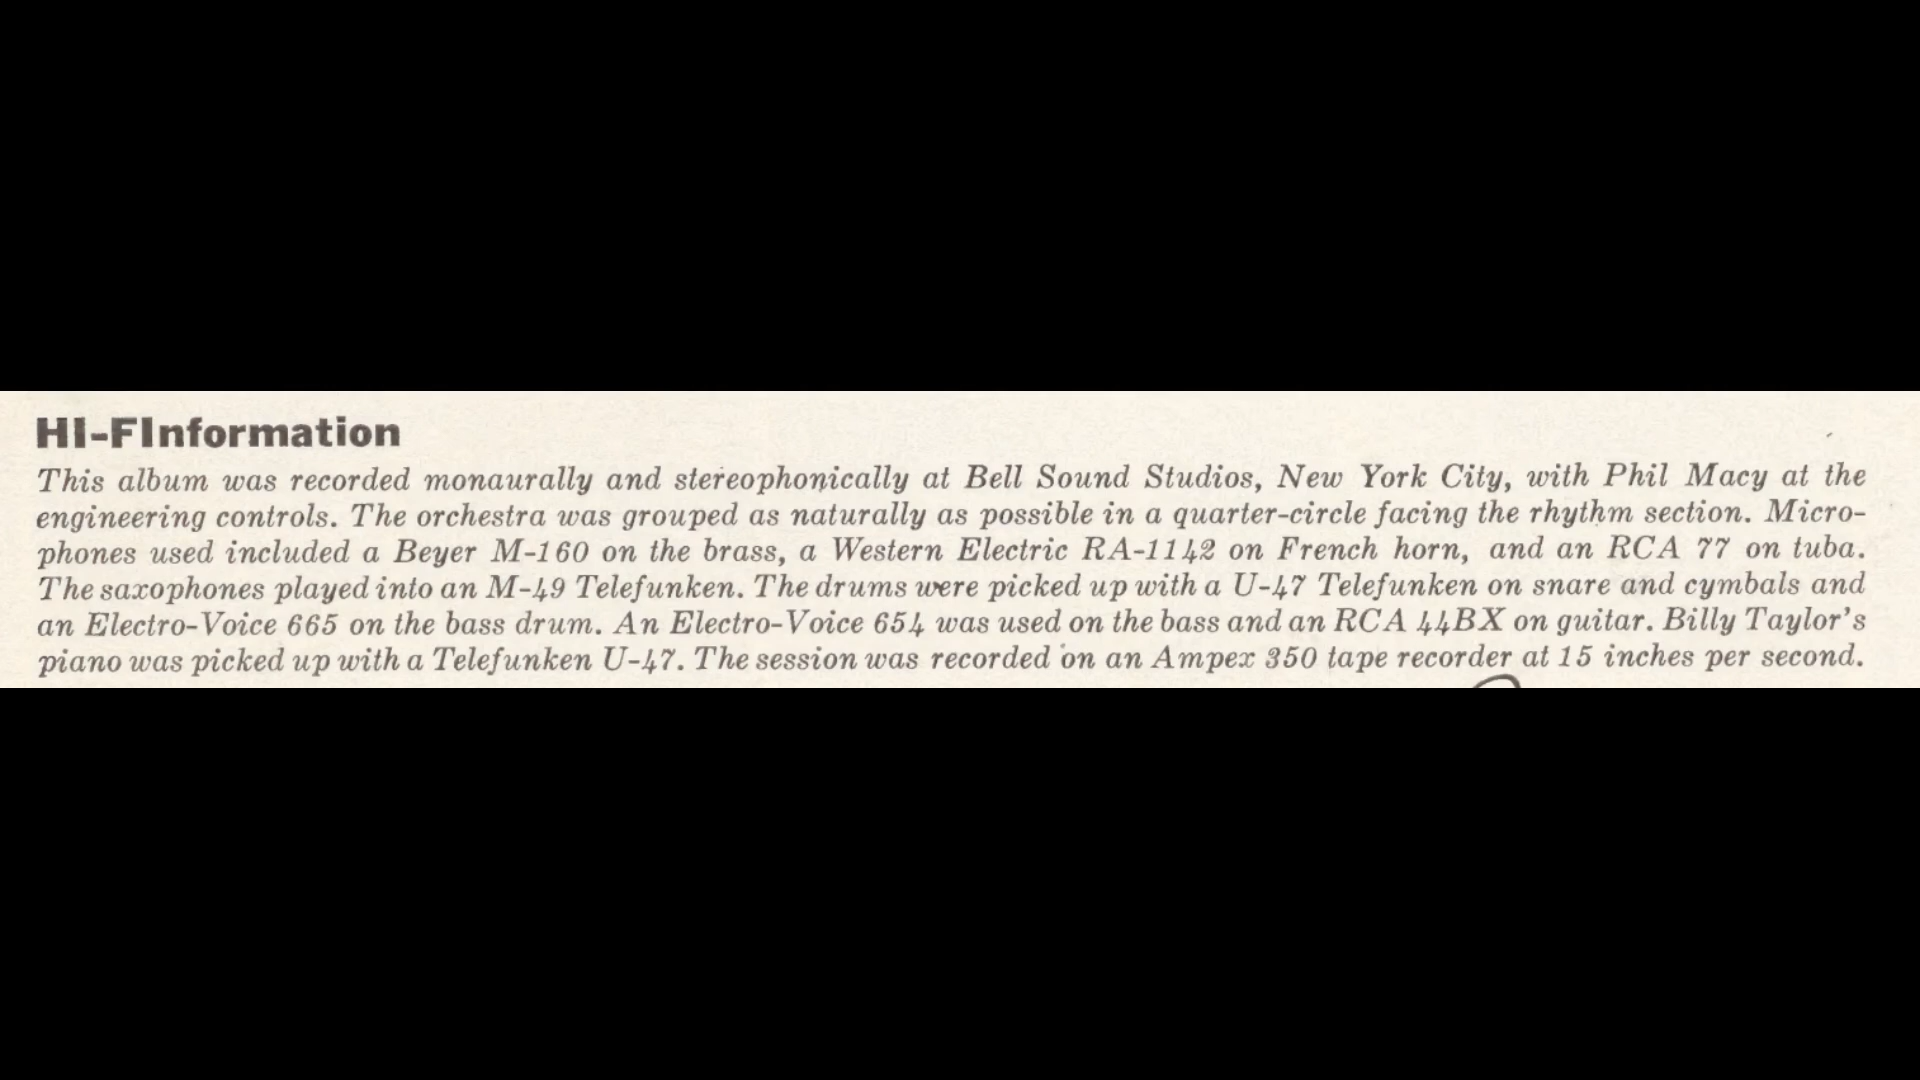 HI-FInformation
This album was recorded monaurally and stereophonically at Bell Sound Studios, New York City, with Phil Macy at the
engineering controls. The orchestra was grouped as naturally as possible in a quarter-circle facing the rhythm section. Micro-
phones used included a Beyer M-160 on the brass, a Western Electric RA-1142 on French horn, and an RCA 77 on tuba.
The saxophones played into an M-49 Telefunken. The drums were picked up with a U-47 Telefunken on snare and cymbals and
an Electro-Voice 665 on the bass drum. An Electro-Voice 654 was used on the bass and an RCA 44BX on guitar. Billy Taylor's
piano was picked up with a Telefunken U-47. The session was recorded on an Ampex 350 tape recorder at 15 inches per second.